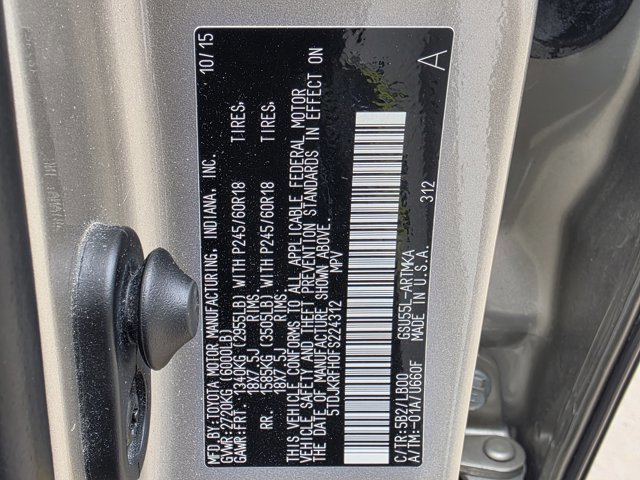 MFD.BY:TOYOTA MOTOR MANUFACTURING, INDIANA, INC. 10/15
GVWR:2720KG (6000LB)
GAWR:FRT. 1340KG (2955LB) WITH P245/60R18 TIRES.
18X7.5J RIMS
RR. 1585KG (3505LB) WITH P245/60R18 TIRES.
18X7.5J RIMS
THIS VEHICLE CONFORMS TO ALL APPLICABLE FEDERAL MOTOR
VEHICLE SAFETY AND THEFT PREVENTION STANDARDS IN EFFECT ON
THE DATE OF MANUFACTURE SHOWN ABOVE.
5TDJKRFH0FS224312 MPV A
312
C/TR:5B2/LB00 GSU55L-ARTMKA
A/TM:-01A/U660F MADE IN U.S.A.